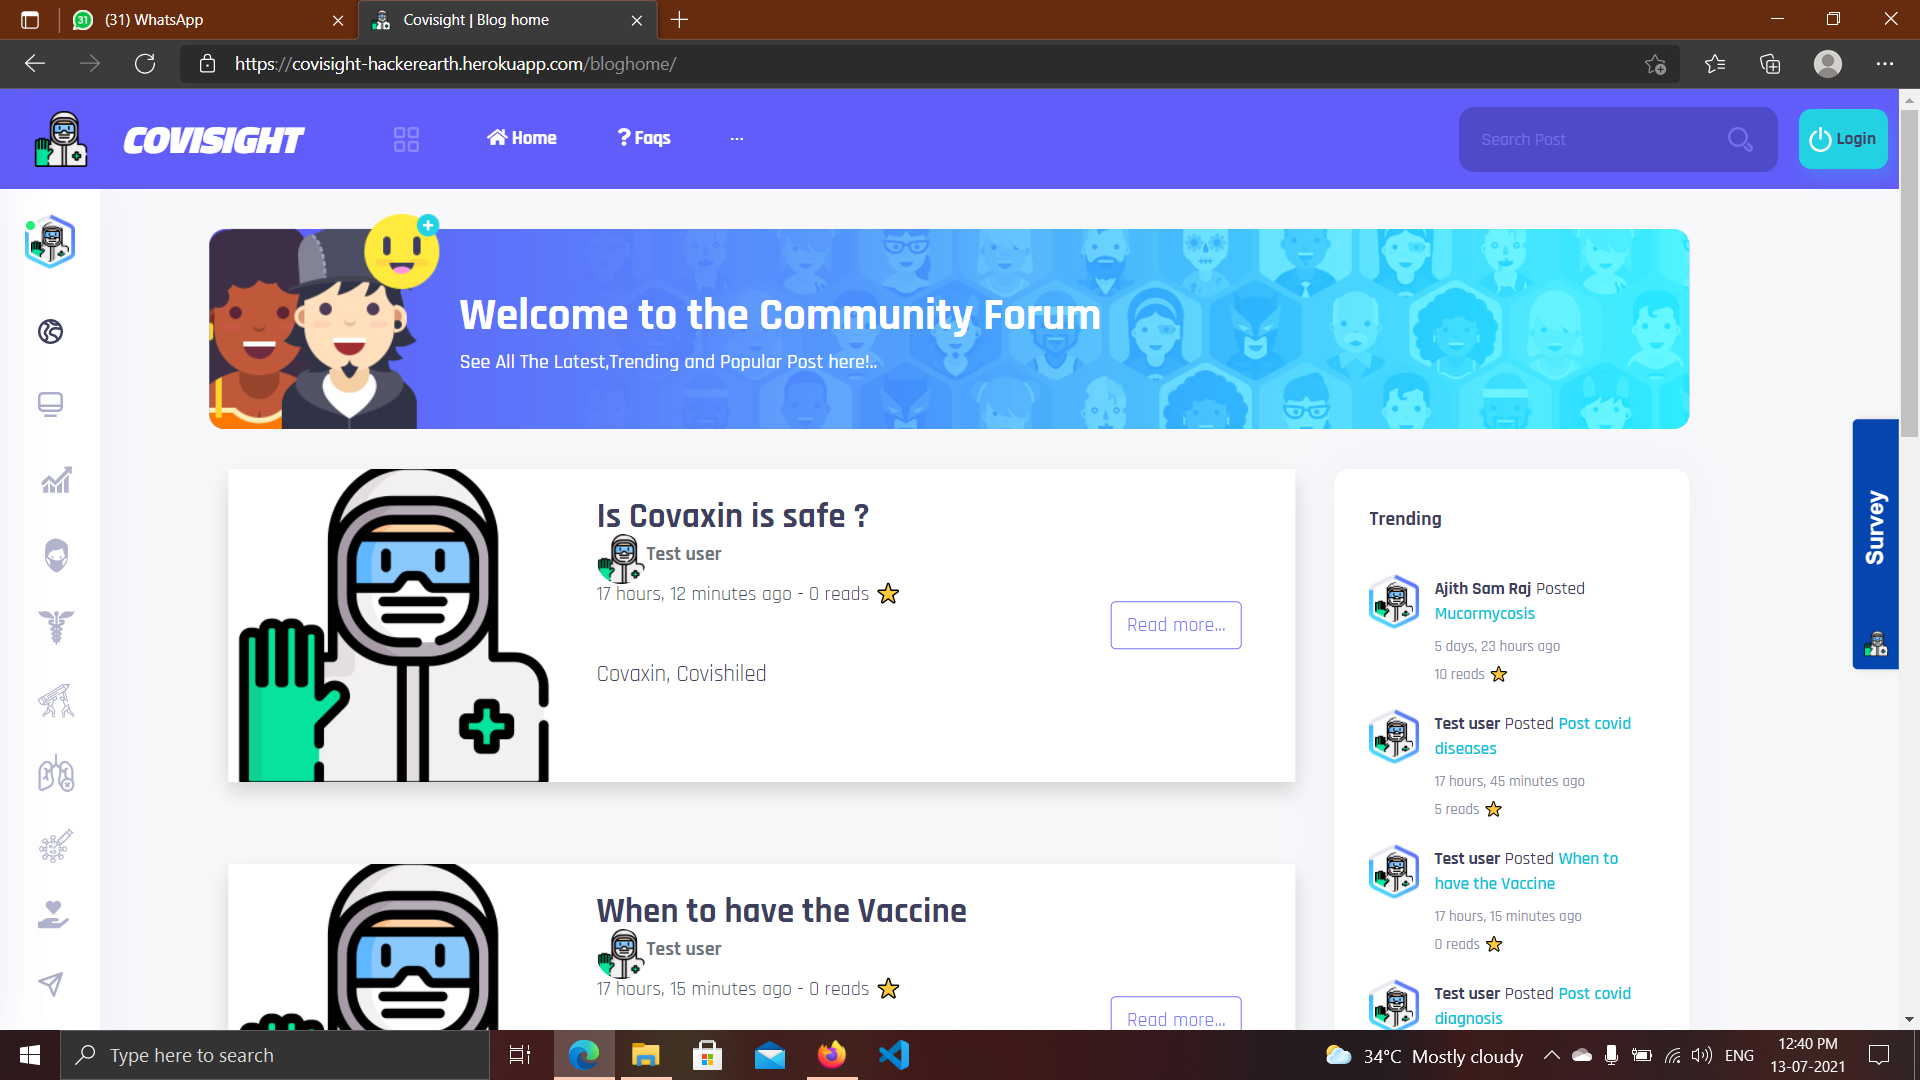 (31) WhatsApp
Covisight | Blog home
https://covisight-hackerearth.herokuapp.com/bloghome/
COVISIGHT
Home
? Faqs
...
Search Post
Login
Welcome to the Community Forum
See All The Latest,Trending and Popular Post here!..
Is Covaxin is safe ?
Test user
17 hours, 12 minutes ago - 0 reads
Read more...
Covaxin, Covishiled
When to have the Vaccine
Test user
17 hours, 15 minutes ago - 0 reads
Read more...
Trending
Ajith Sam Raj Posted
Mucormycosis
5 days, 23 hours ago
10 reads
Test user Posted Post covid
diseases
17 hours, 45 minutes ago
5 reads
Test user Posted When to
have the Vaccine
17 hours, 15 minutes ago
0 reads
Test user Posted Post covid
diagnosis
Survey
Type here to search
34°C Mostly cloudy
ENG
12:40 PM
13-07-2021